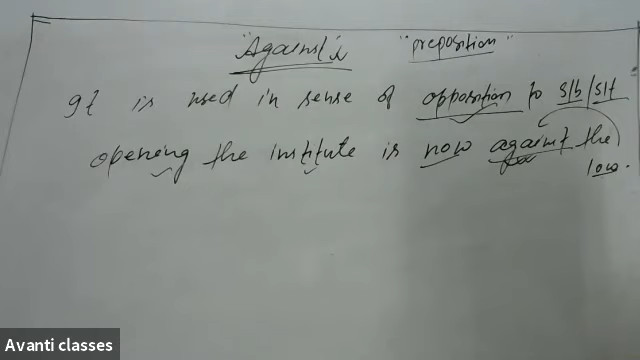 "Against" "preposition"
It is used in sense of opposition to s/b / s/t
opening the institute is now against the
law.
Avanti classes